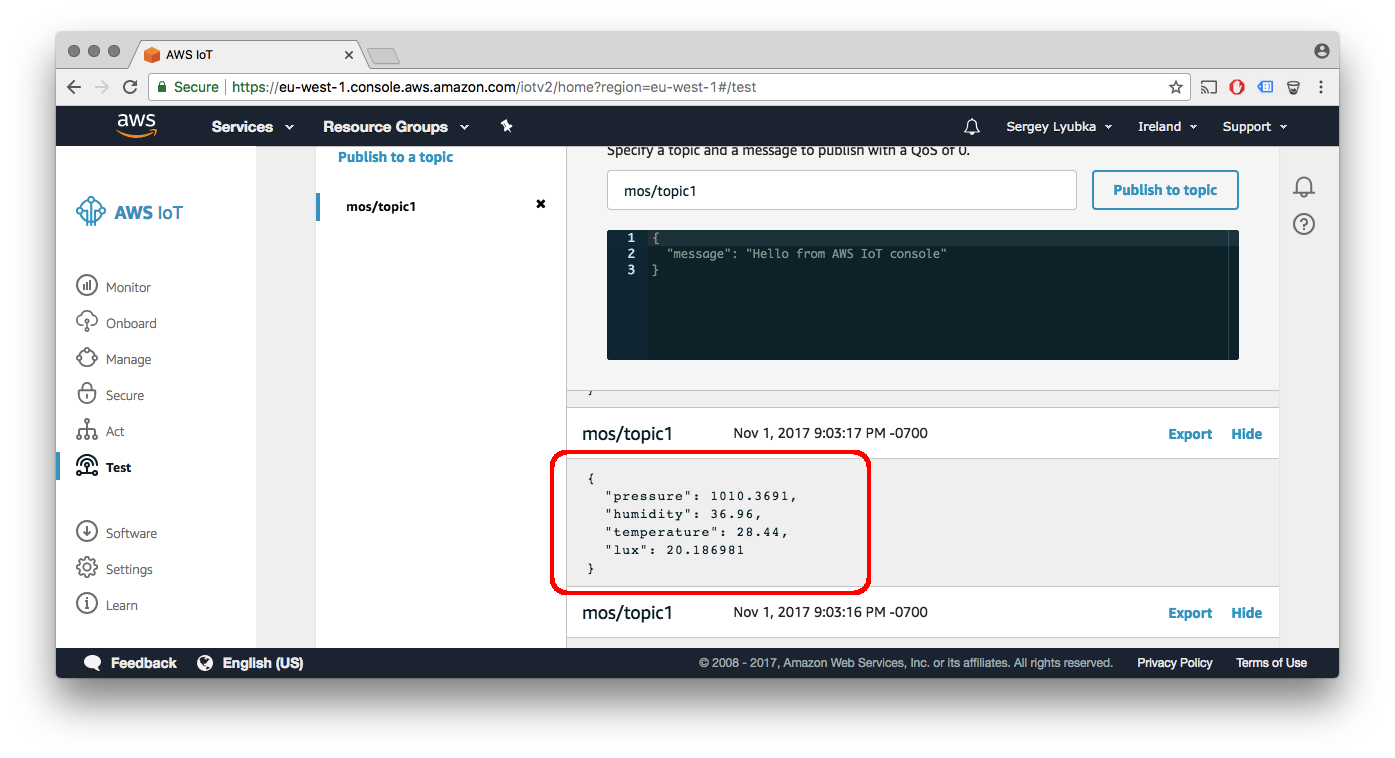 AWS IoT
Secure https://eu-west-1.console.aws.amazon.com/iotv2/home?region=eu-west-1#/test
aws Services Resource Groups Sergey Lyubka Ireland Support
AWS IoT
Monitor
Onboard
Manage
Secure
Act
Test
Software
Settings
Learn
Publish to a topic
mos/topic1
Specify a topic and a message to publish with a QoS of 0.
mos/topic1 Publish to topic
1 {
2 "message": "Hello from AWS IoT console"
3 }
}
mos/topic1 Nov 1, 2017 9:03:17 PM -0700 Export Hide
{
"pressure": 1010.3691,
"humidity": 36.96,
"temperature": 28.44,
"lux": 20.186981
}
mos/topic1 Nov 1, 2017 9:03:16 PM -0700 Export Hide
Feedback English (US) © 2008 - 2017, Amazon Web Services, Inc. or its affiliates. All rights reserved. Privacy Policy Terms of Use